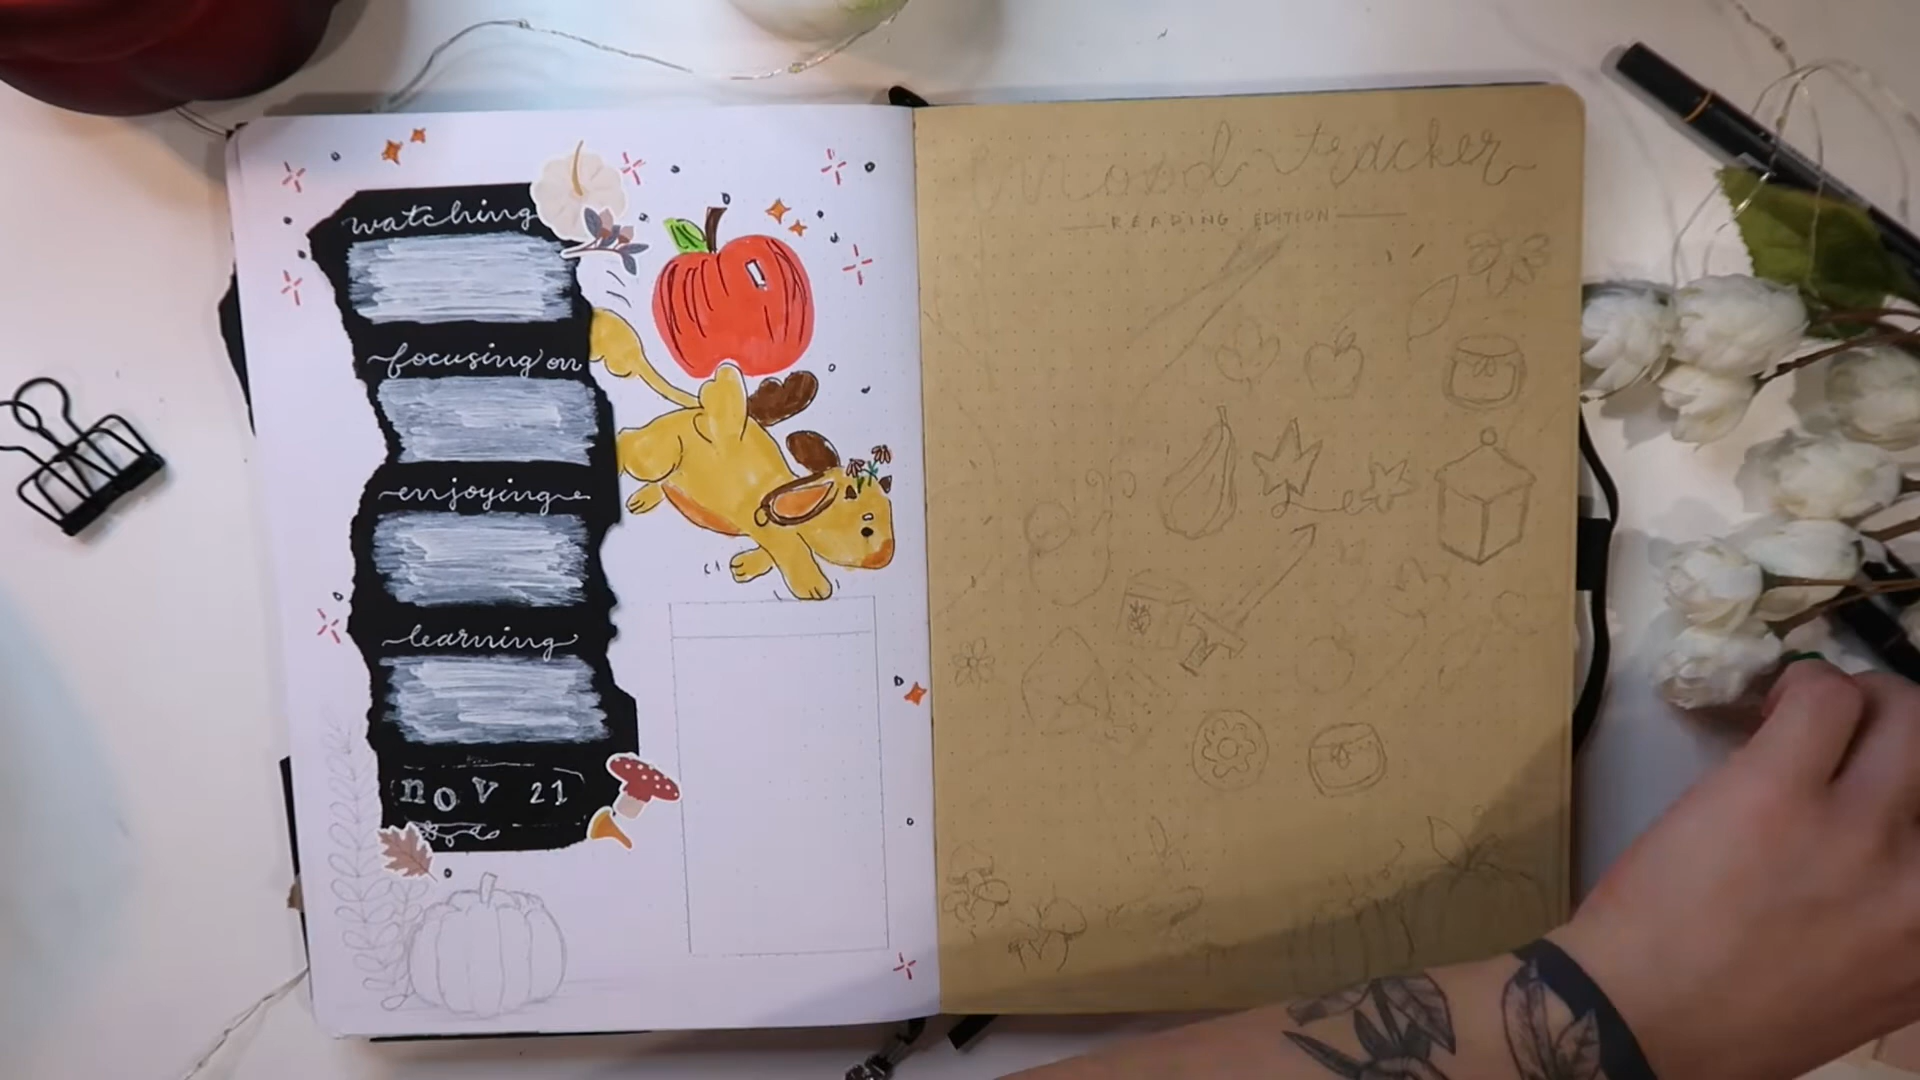 watching
focusing on
enjoying
learning
nov 21
mood tracker
READING EDITION